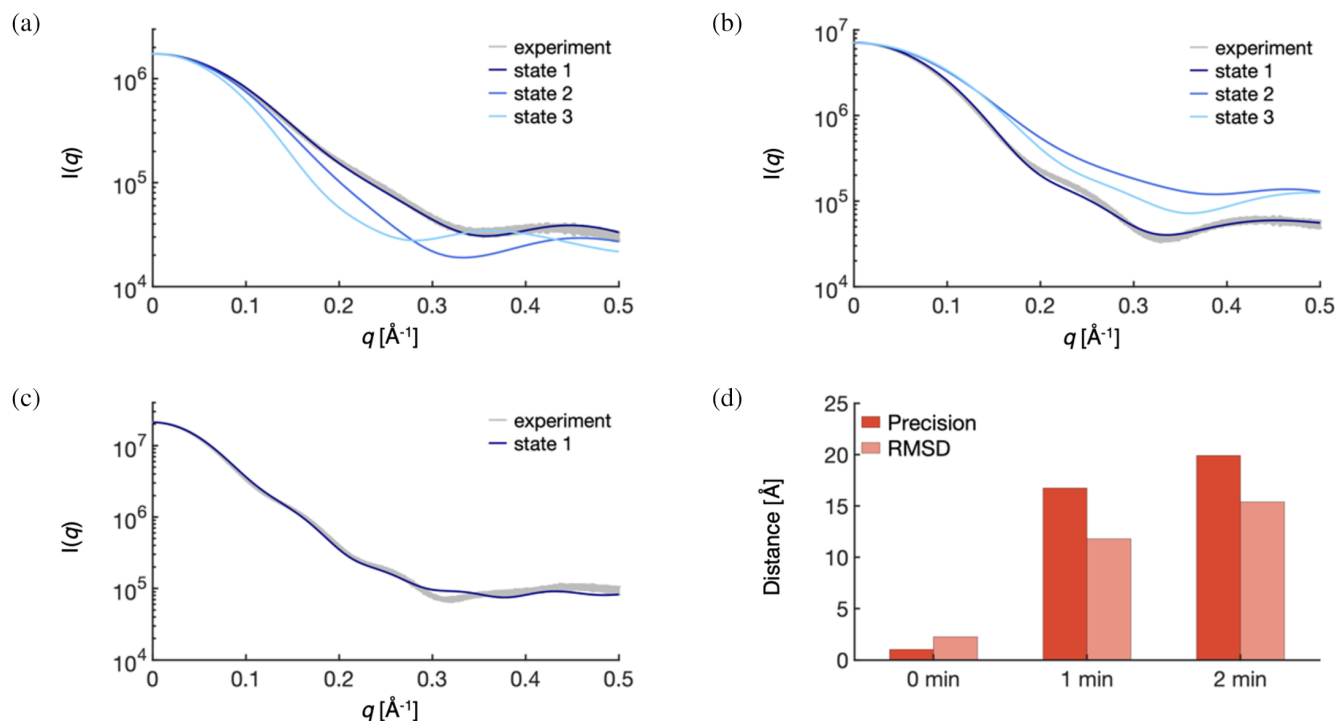 (a)
experiment
state 1
state 2
state 3
10^6
10^5
10^4
I(q)
0 0.1 0.2 0.3 0.4 0.5
q [Å^-1]
(b)
experiment
state 1
state 2
state 3
10^7
10^6
10^5
10^4
I(q)
0 0.1 0.2 0.3 0.4 0.5
q [Å^-1]
(c)
experiment
state 1
10^7
10^6
10^5
10^4
I(q)
0 0.1 0.2 0.3 0.4 0.5
q [Å^-1]
(d)
Precision
RMSD
25
20
15
10
5
0
Distance [Å]
0 min 1 min 2 min